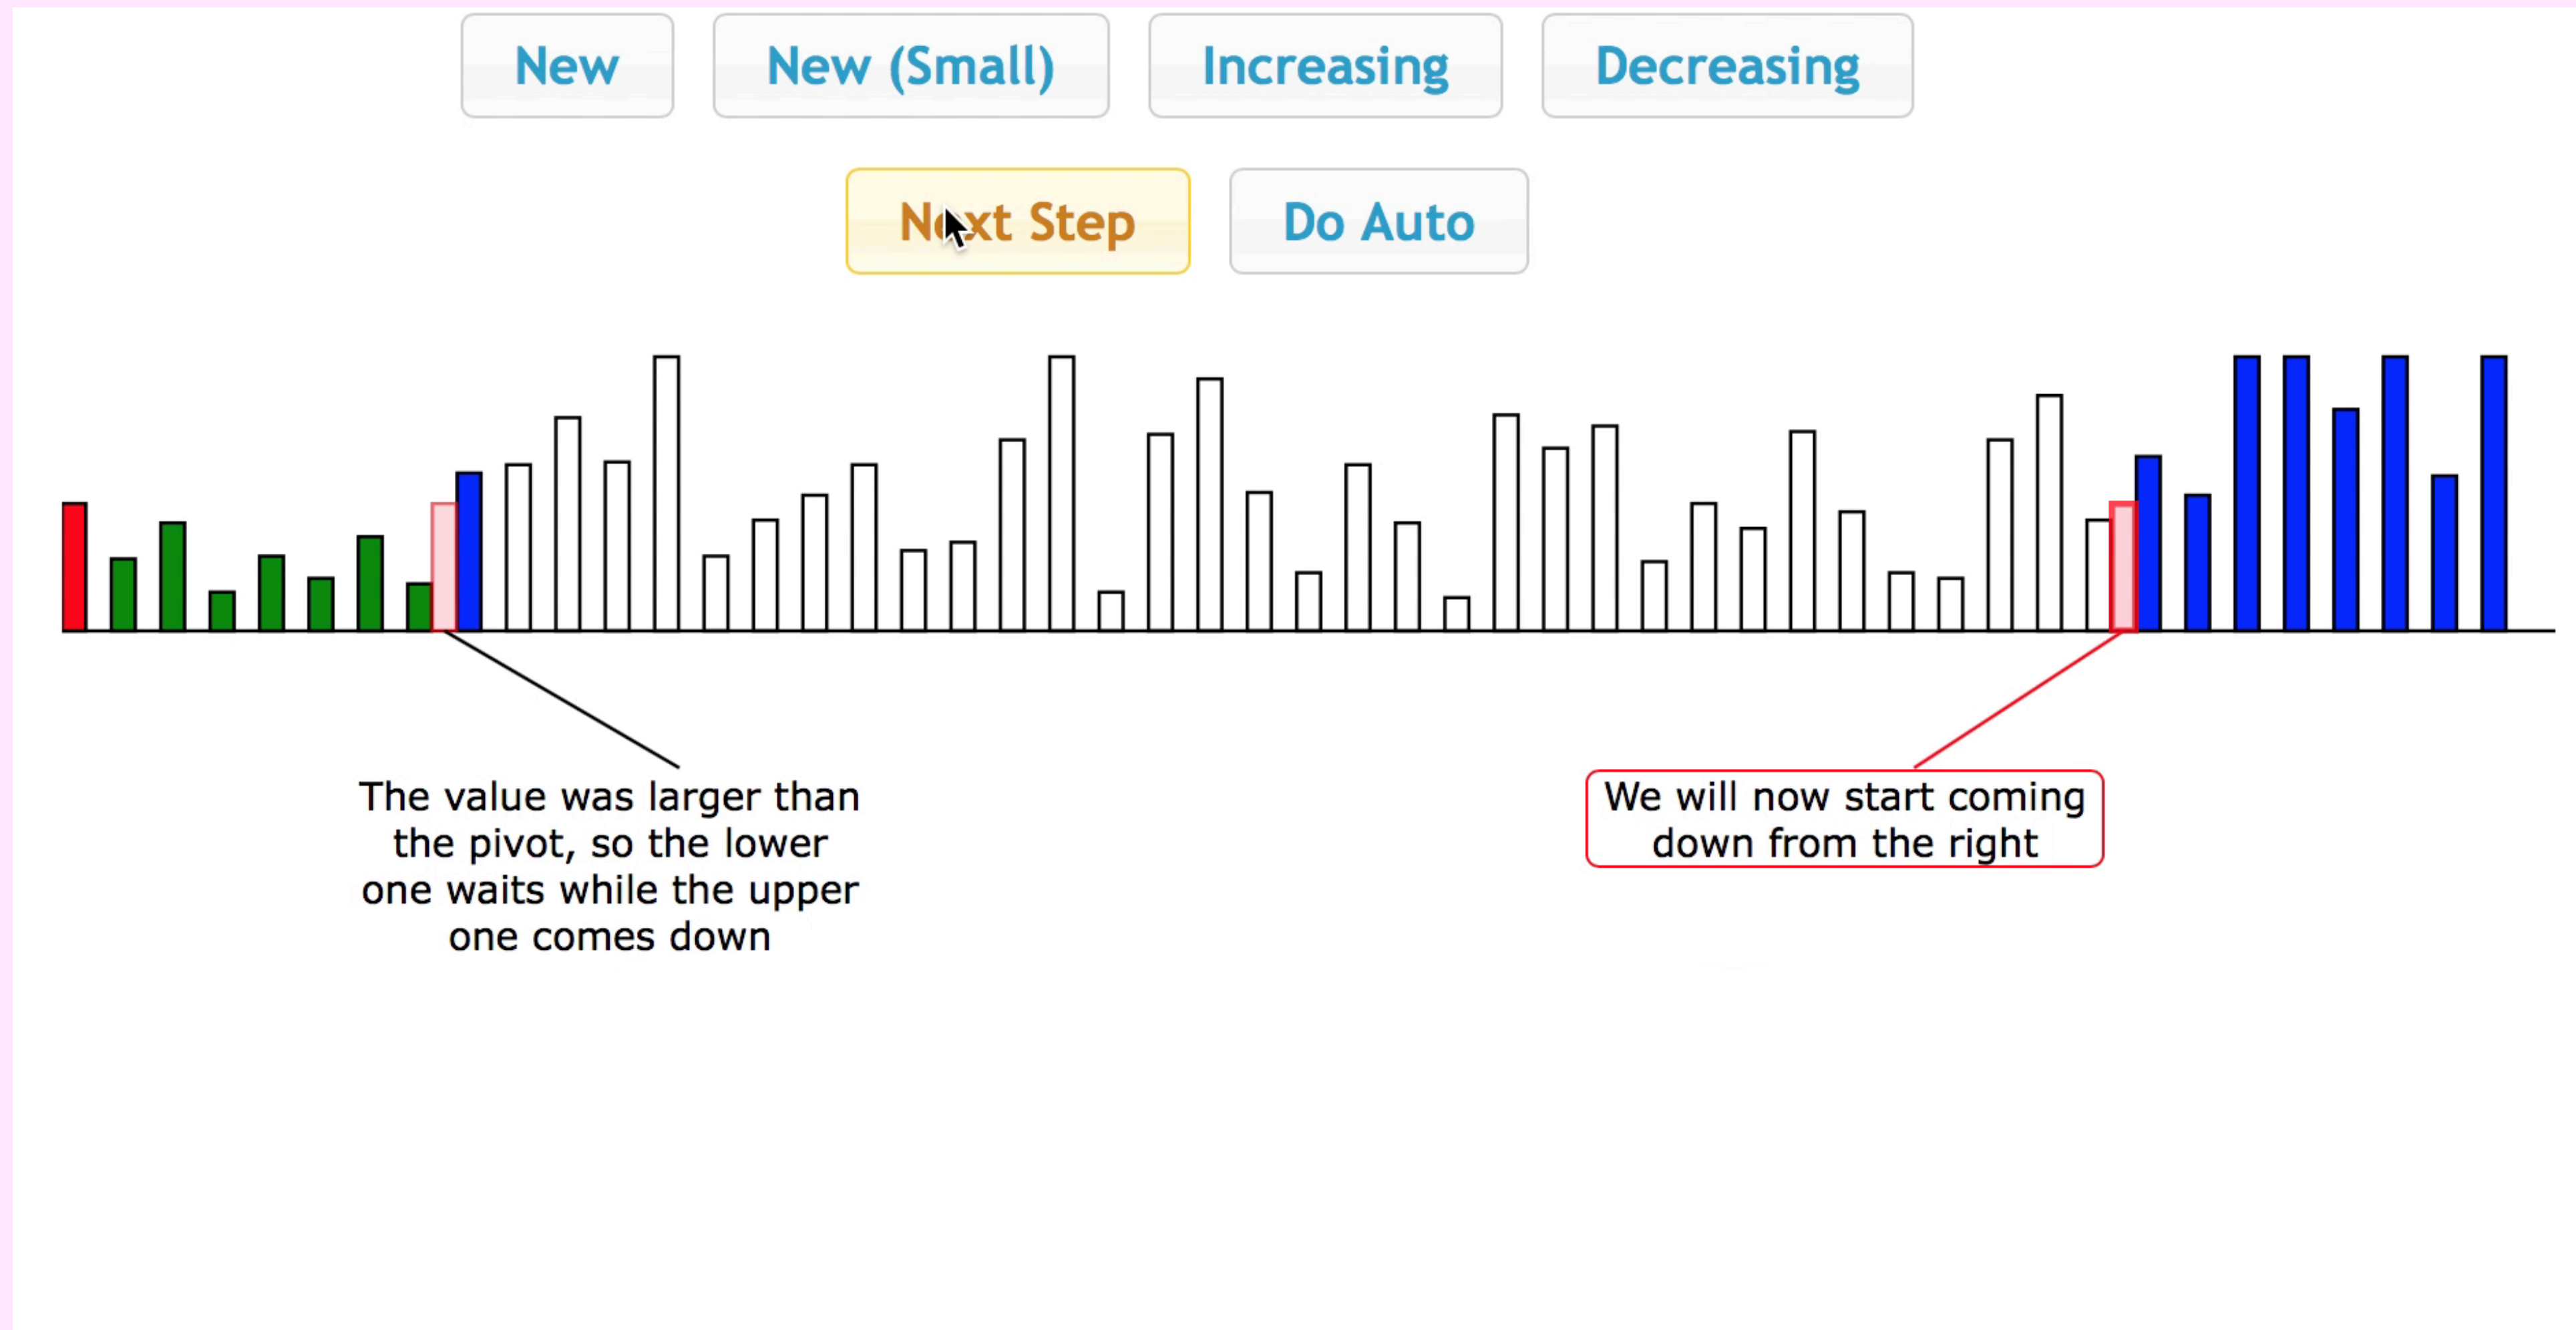 New
New (Small)
Increasing
Decreasing
Next Step
Do Auto
The value was larger than
the pivot, so the lower
one waits while the upper
one comes down
We will now start coming
down from the right